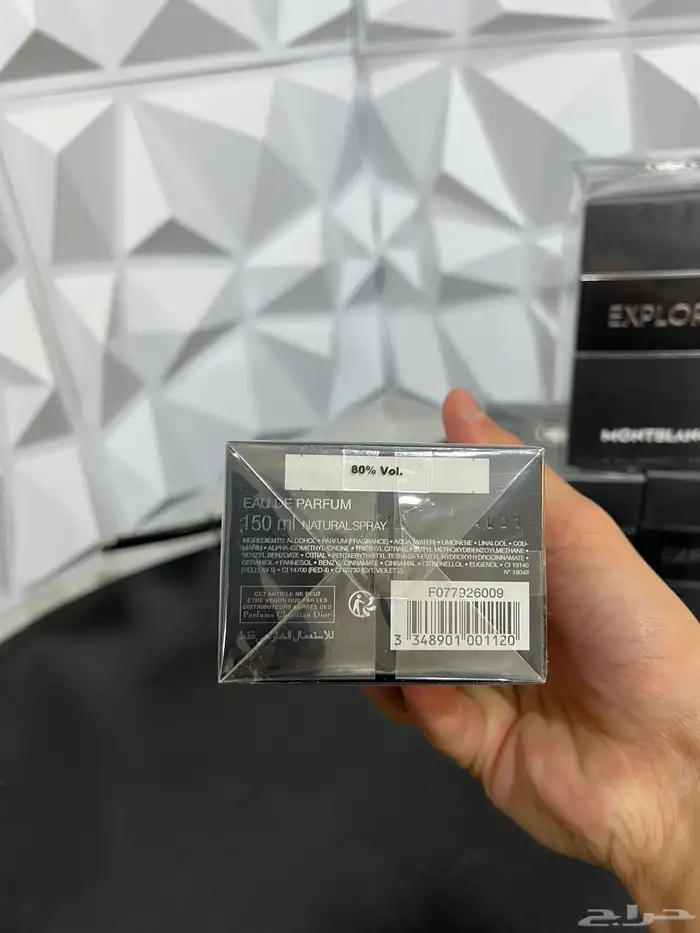 EXPLOR
MONTBLAN
80% Vol.
EAU DE PARFUM
150 ml NATURAL SPRAY
INGREDIENTS: ALCOHOL • PARFUM (FRAGRANCE) • AQUA (WATER) • LIMONENE • LINALOOL • COU-
MARIN • ALPHA-ISOMETHYL IONONE • TRIETHYL CITRATE • BUTYL METHOXYDIBENZOYLMETHANE •
BENZYL BENZOATE • CITRAL • PENTAERYTHRITYL TETRA-DI-T-BUTYL HYDROXYHYDROCINNAMATE •
GERANIOL • FARNESOL • BENZYL CINNAMATE • CINNAMAL • CITRONELLOL • EUGENOL • CI 19140
(YELLOW 5) • CI 14700 (RED 4) • CI 60730 (EXT. VIOLET 2). N° 18048
CET ARTICLE NE PEUT
ÊTRE VENDU QUE PAR LES
DISTRIBUTEURS AGRÉÉS DES
Parfums Christian Dior
للاستعمال الخارجي فقط
F077926009
3 348901 001120
حراج